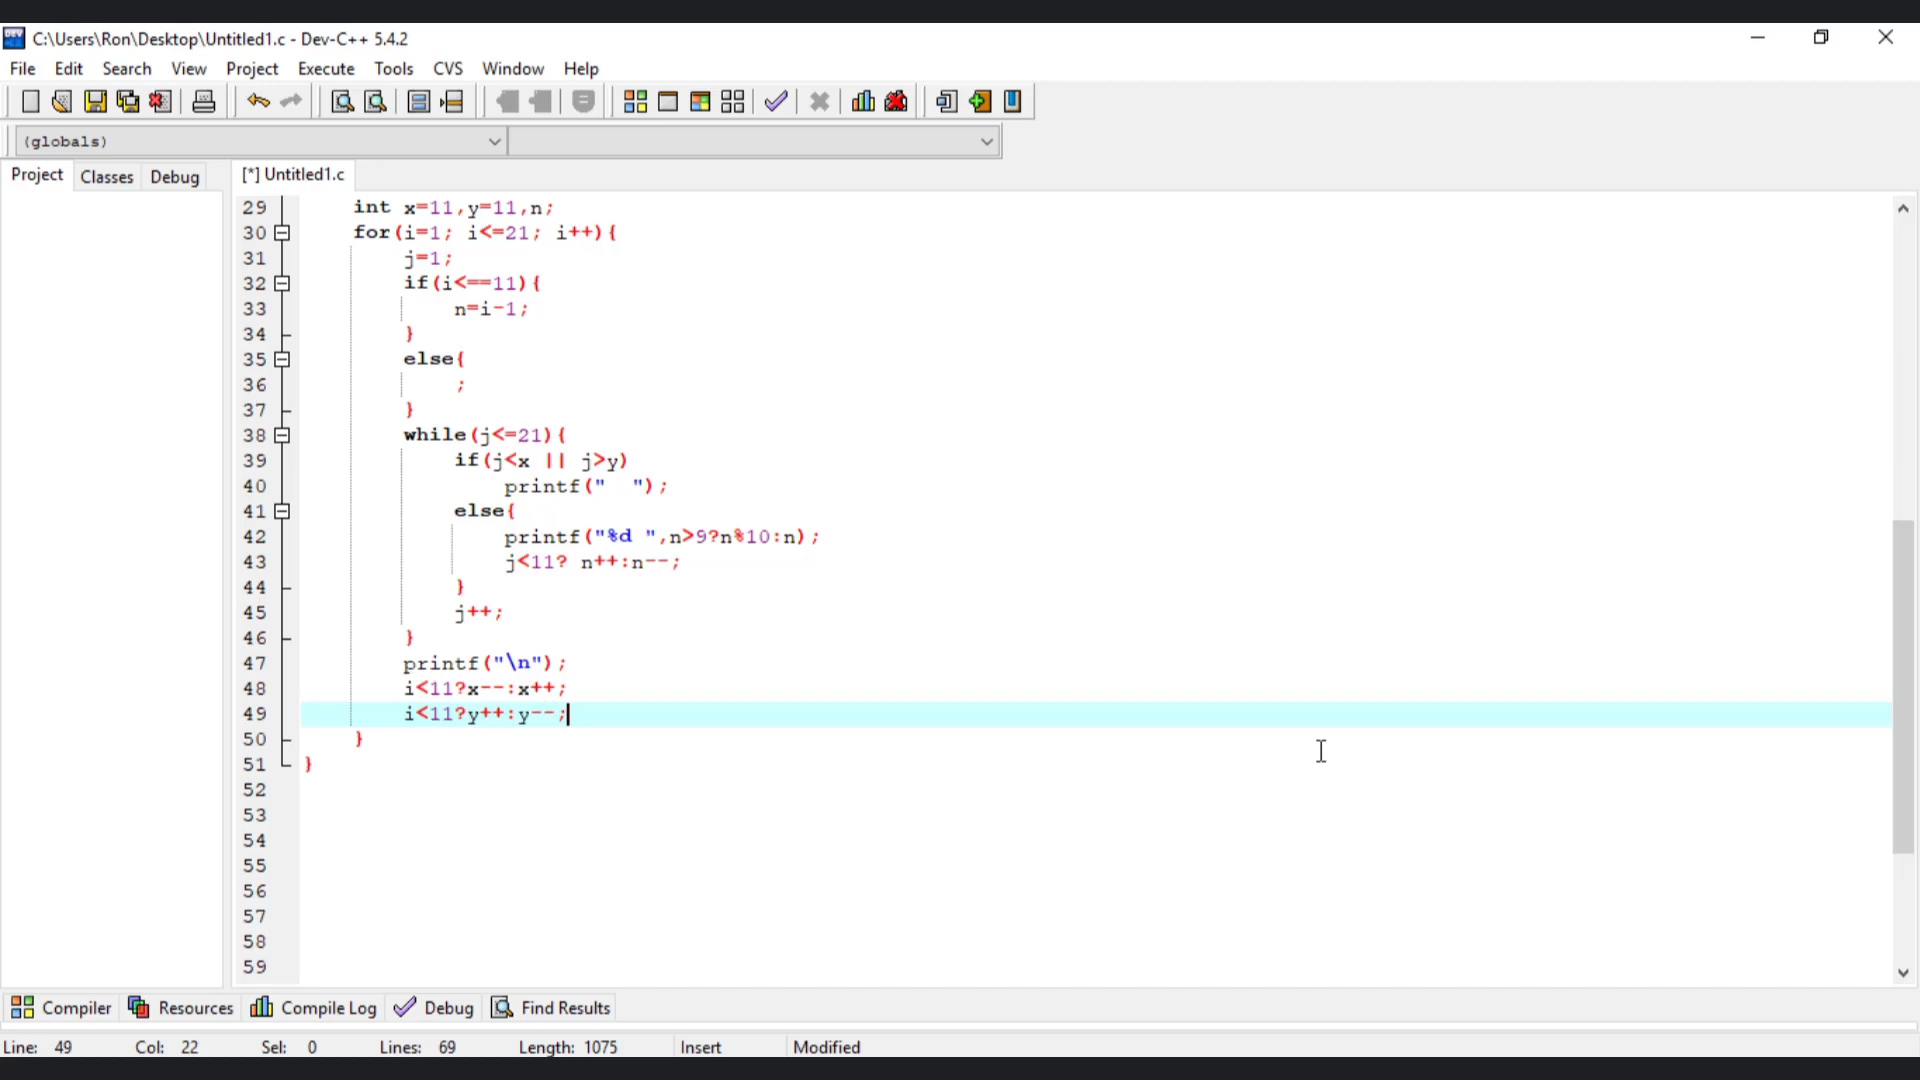 C:\Users\Ron\Desktop\Untitled1.c - Dev-C++ 5.4.2
File Edit Search View Project Execute Tools CVS Window Help
(globals)
Project Classes Debug [*] Untitled1.c
29 int x=11,y=11,n;
30 for(i=1; i<=21; i++){
31 j=1;
32 if(i<==11){
33 n=i-1;
34 }
35 else{
36 ;
37 }
38 while(j<=21){
39 if(j<x || j>y)
40 printf("  ");
41 else{
42 printf("%d ",n>9?n%10:n);
43 j<11? n++:n--;
44 }
45 j++;
46 }
47 printf("\n");
48 i<11?x--:x++;
49 i<11?y++:y--;
50 }
51 }
52
53
54
55
56
57
58
59
Compiler Resources Compile Log Debug Find Results
Line: 49 Col: 22 Sel: 0 Lines: 69 Length: 1075 Insert Modified